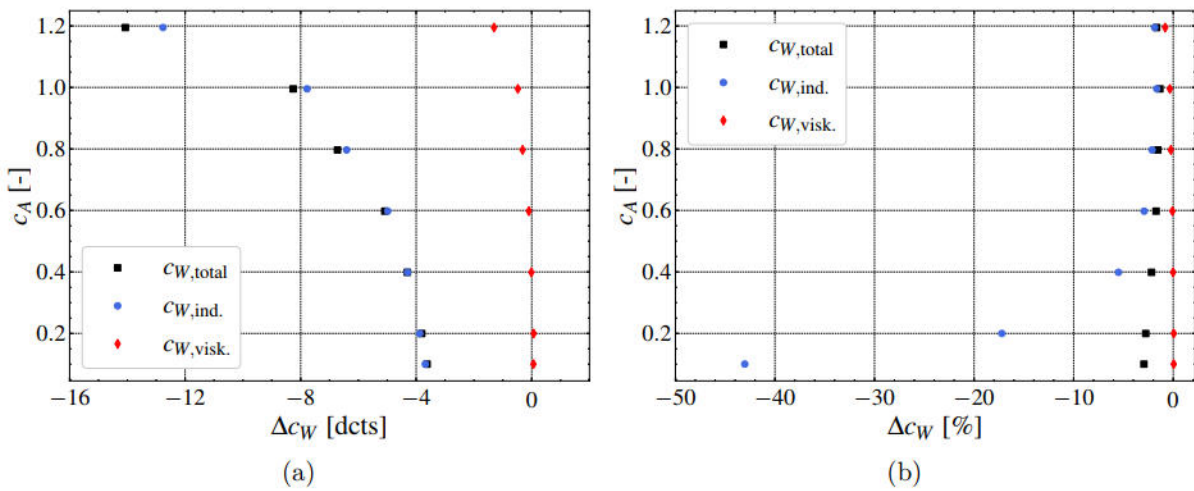 1.2
1.0
0.8
0.6
0.4
0.2
c_A [-]
c_W,total
c_W,ind.
c_W,visk.
−16 −12 −8 −4 0
Δc_W [dcts]
(a)
1.2
1.0
0.8
0.6
0.4
0.2
c_A [-]
c_W,total
c_W,ind.
c_W,visk.
−50 −40 −30 −20 −10 0
Δc_W [%]
(b)